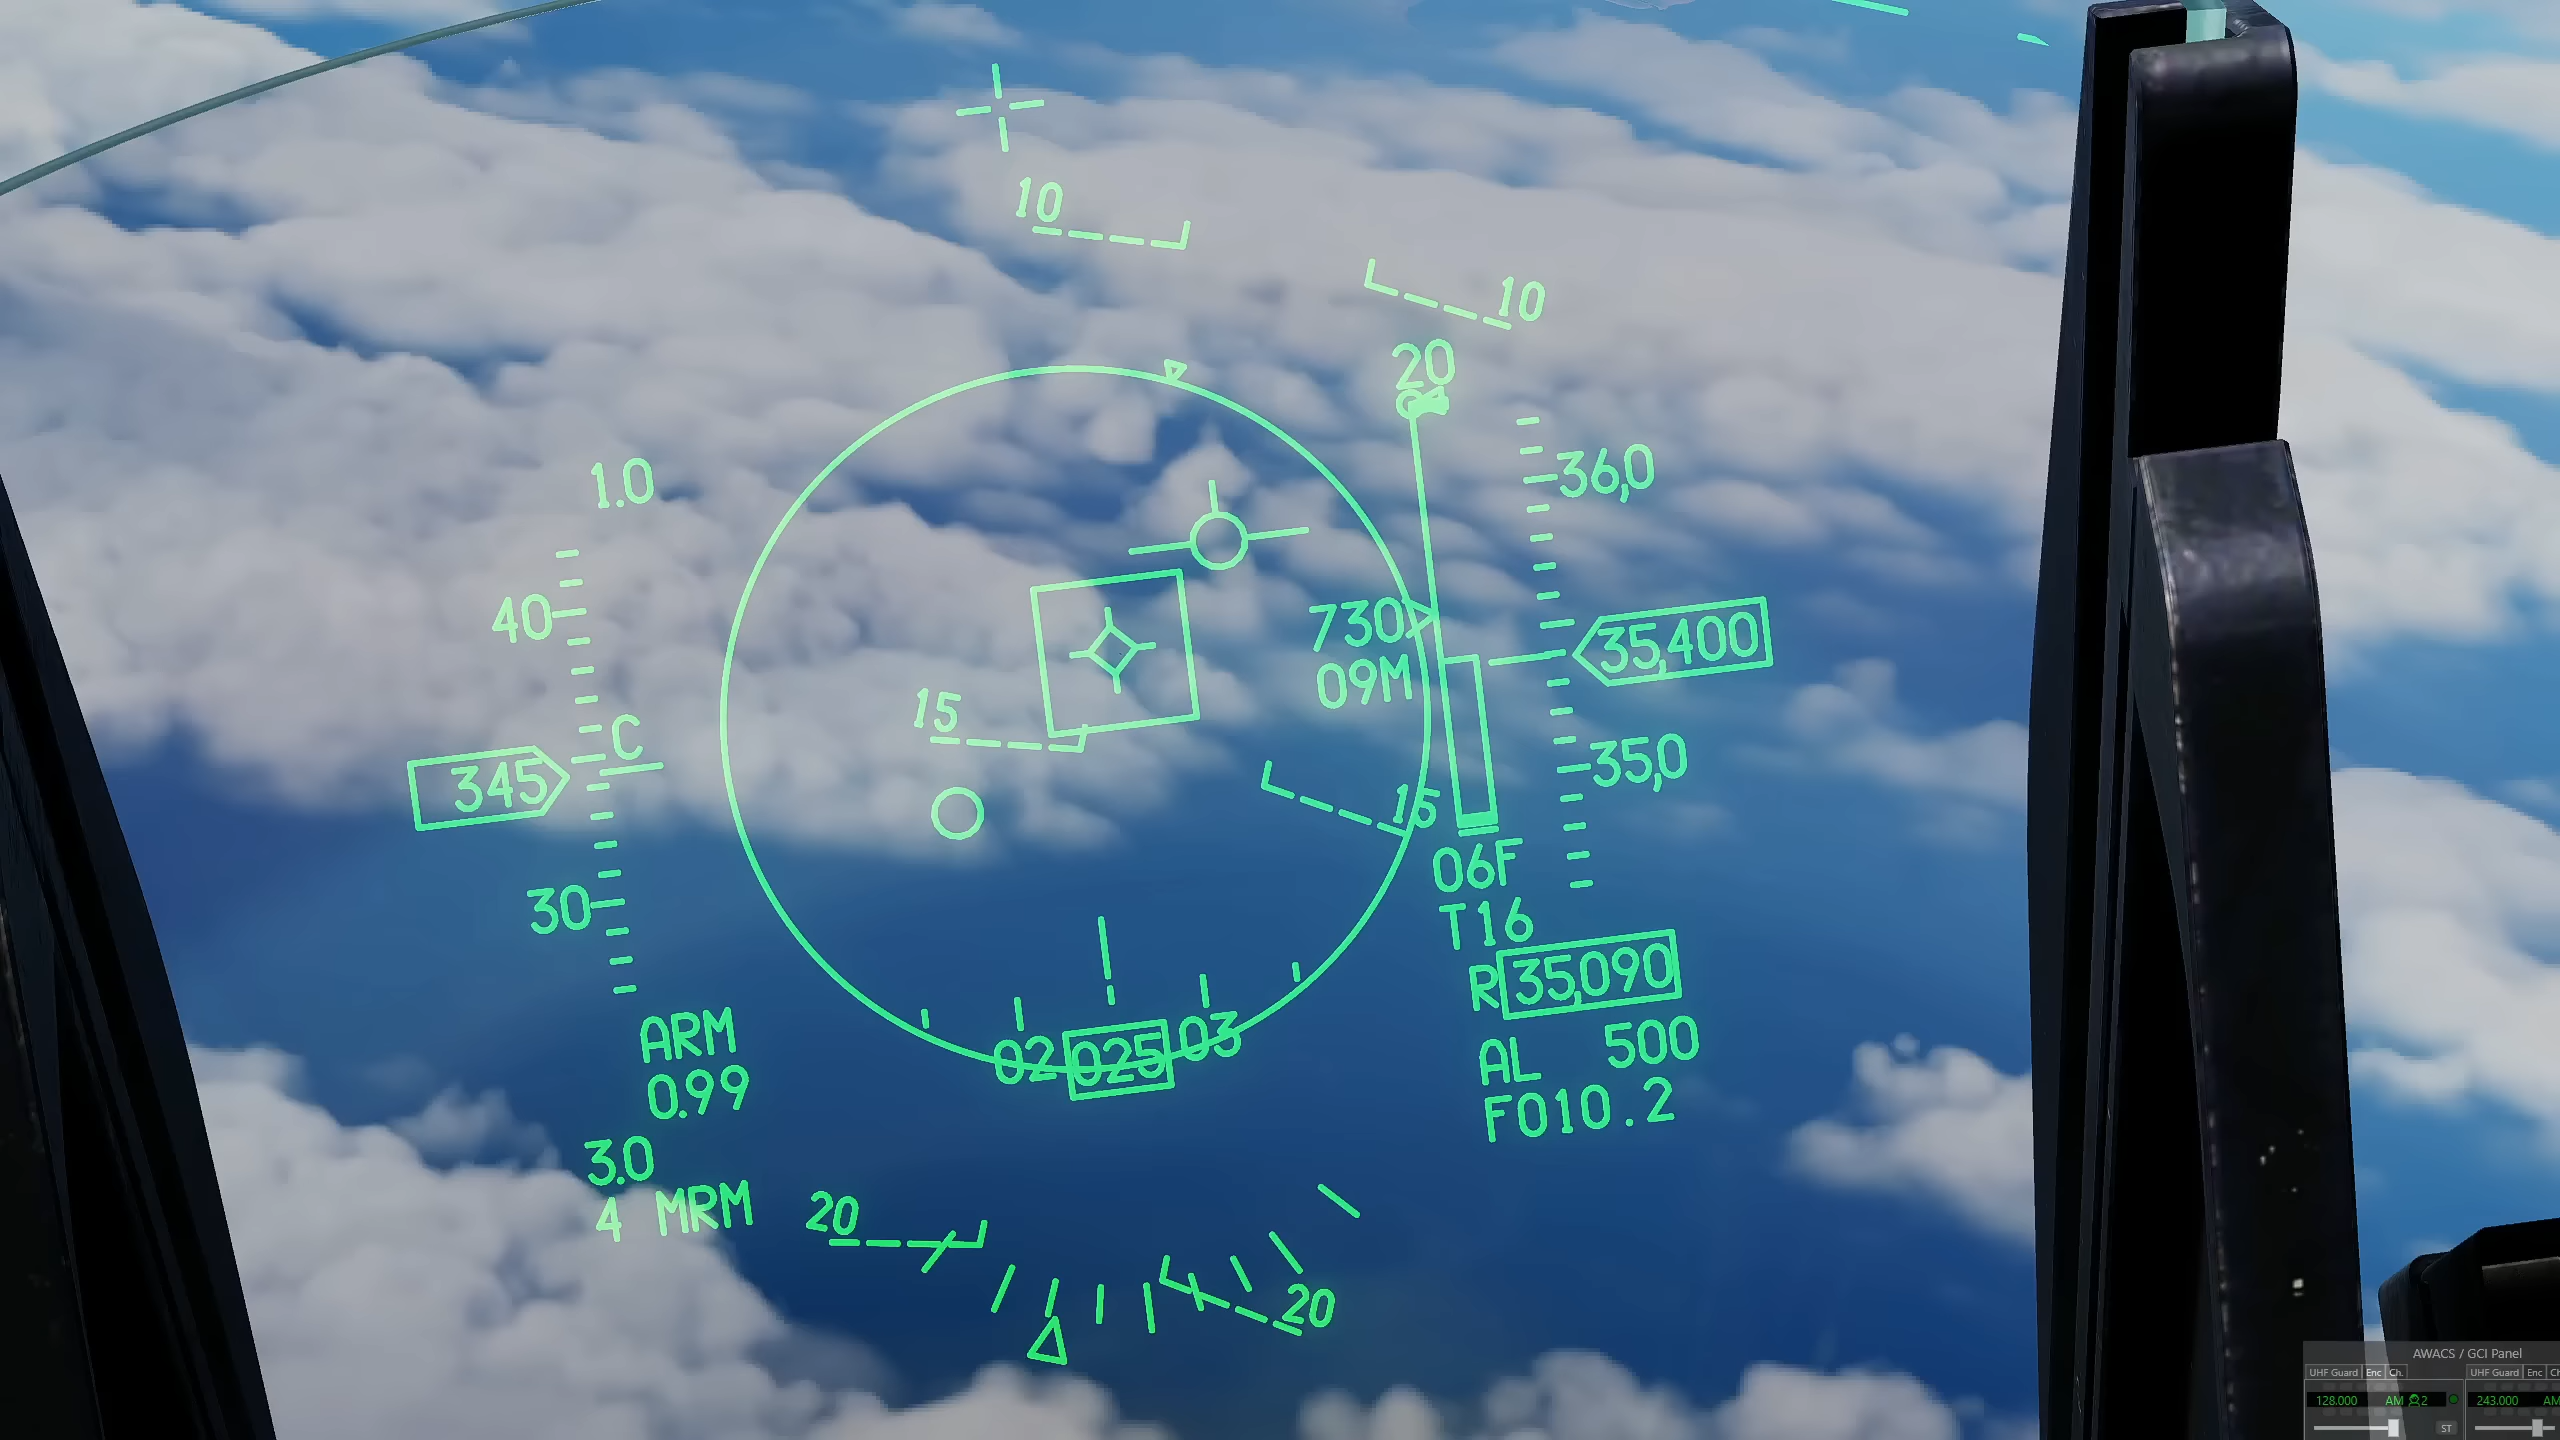 10
10
20
1.0
36,0
40
730
09M
35,400
15
C
345
35,0
15
06F
30
T16
R 35,090
02 025 03
ARM
0.99
AL 500
F010.2
3.0
4 MRM
20
20
AWACS / GCI Panel
UHF Guard Enc Ch.
UHF Guard Enc
128.000 AM 2
243.000
ST